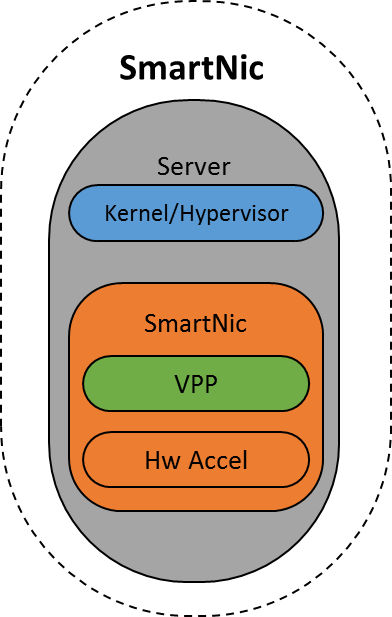 SmartNic
Server
Kernel/Hypervisor
SmartNic
VPP
Hw Accel